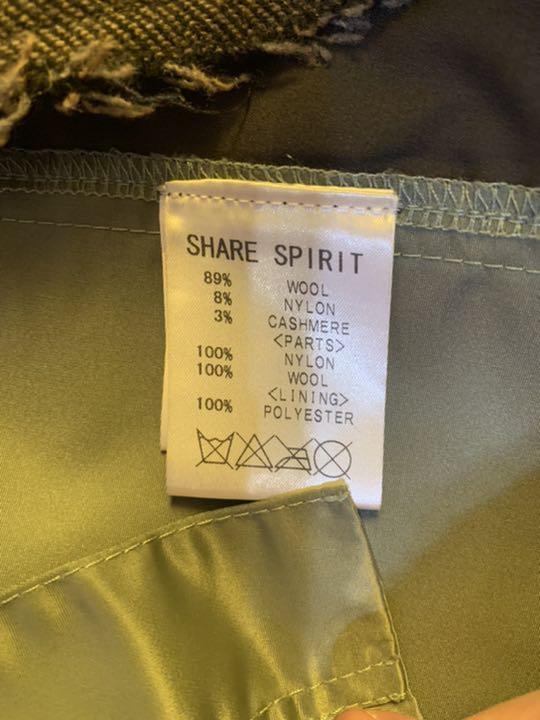 SHARE SPIRIT
89% WOOL
8% NYLON
3% CASHMERE
<PARTS>
100% NYLON
100% WOOL
<LINING>
100% POLYESTER